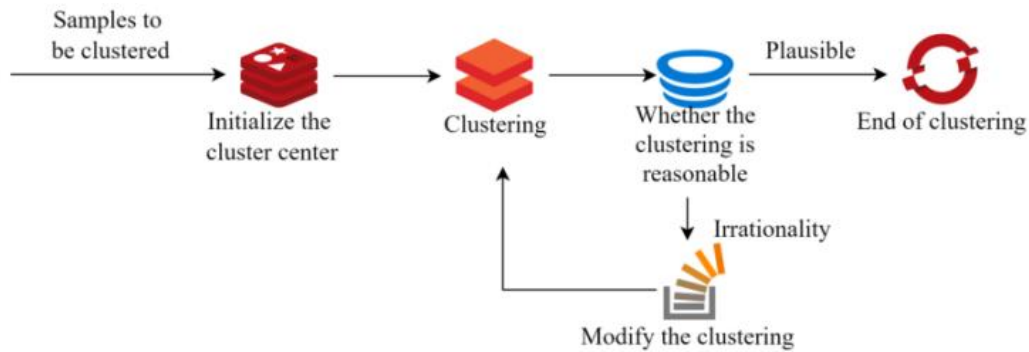 Samples to
be clustered
Initialize the
cluster center
Clustering
Whether the
clustering is
reasonable
Plausible
End of clustering
Irrationality
Modify the clustering